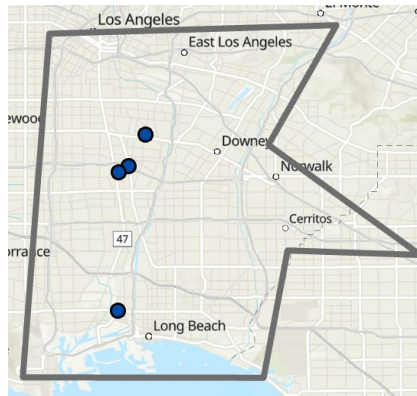 Los Angeles
East Los Angeles
Downey
Norwalk
Cerritos
47
Long Beach